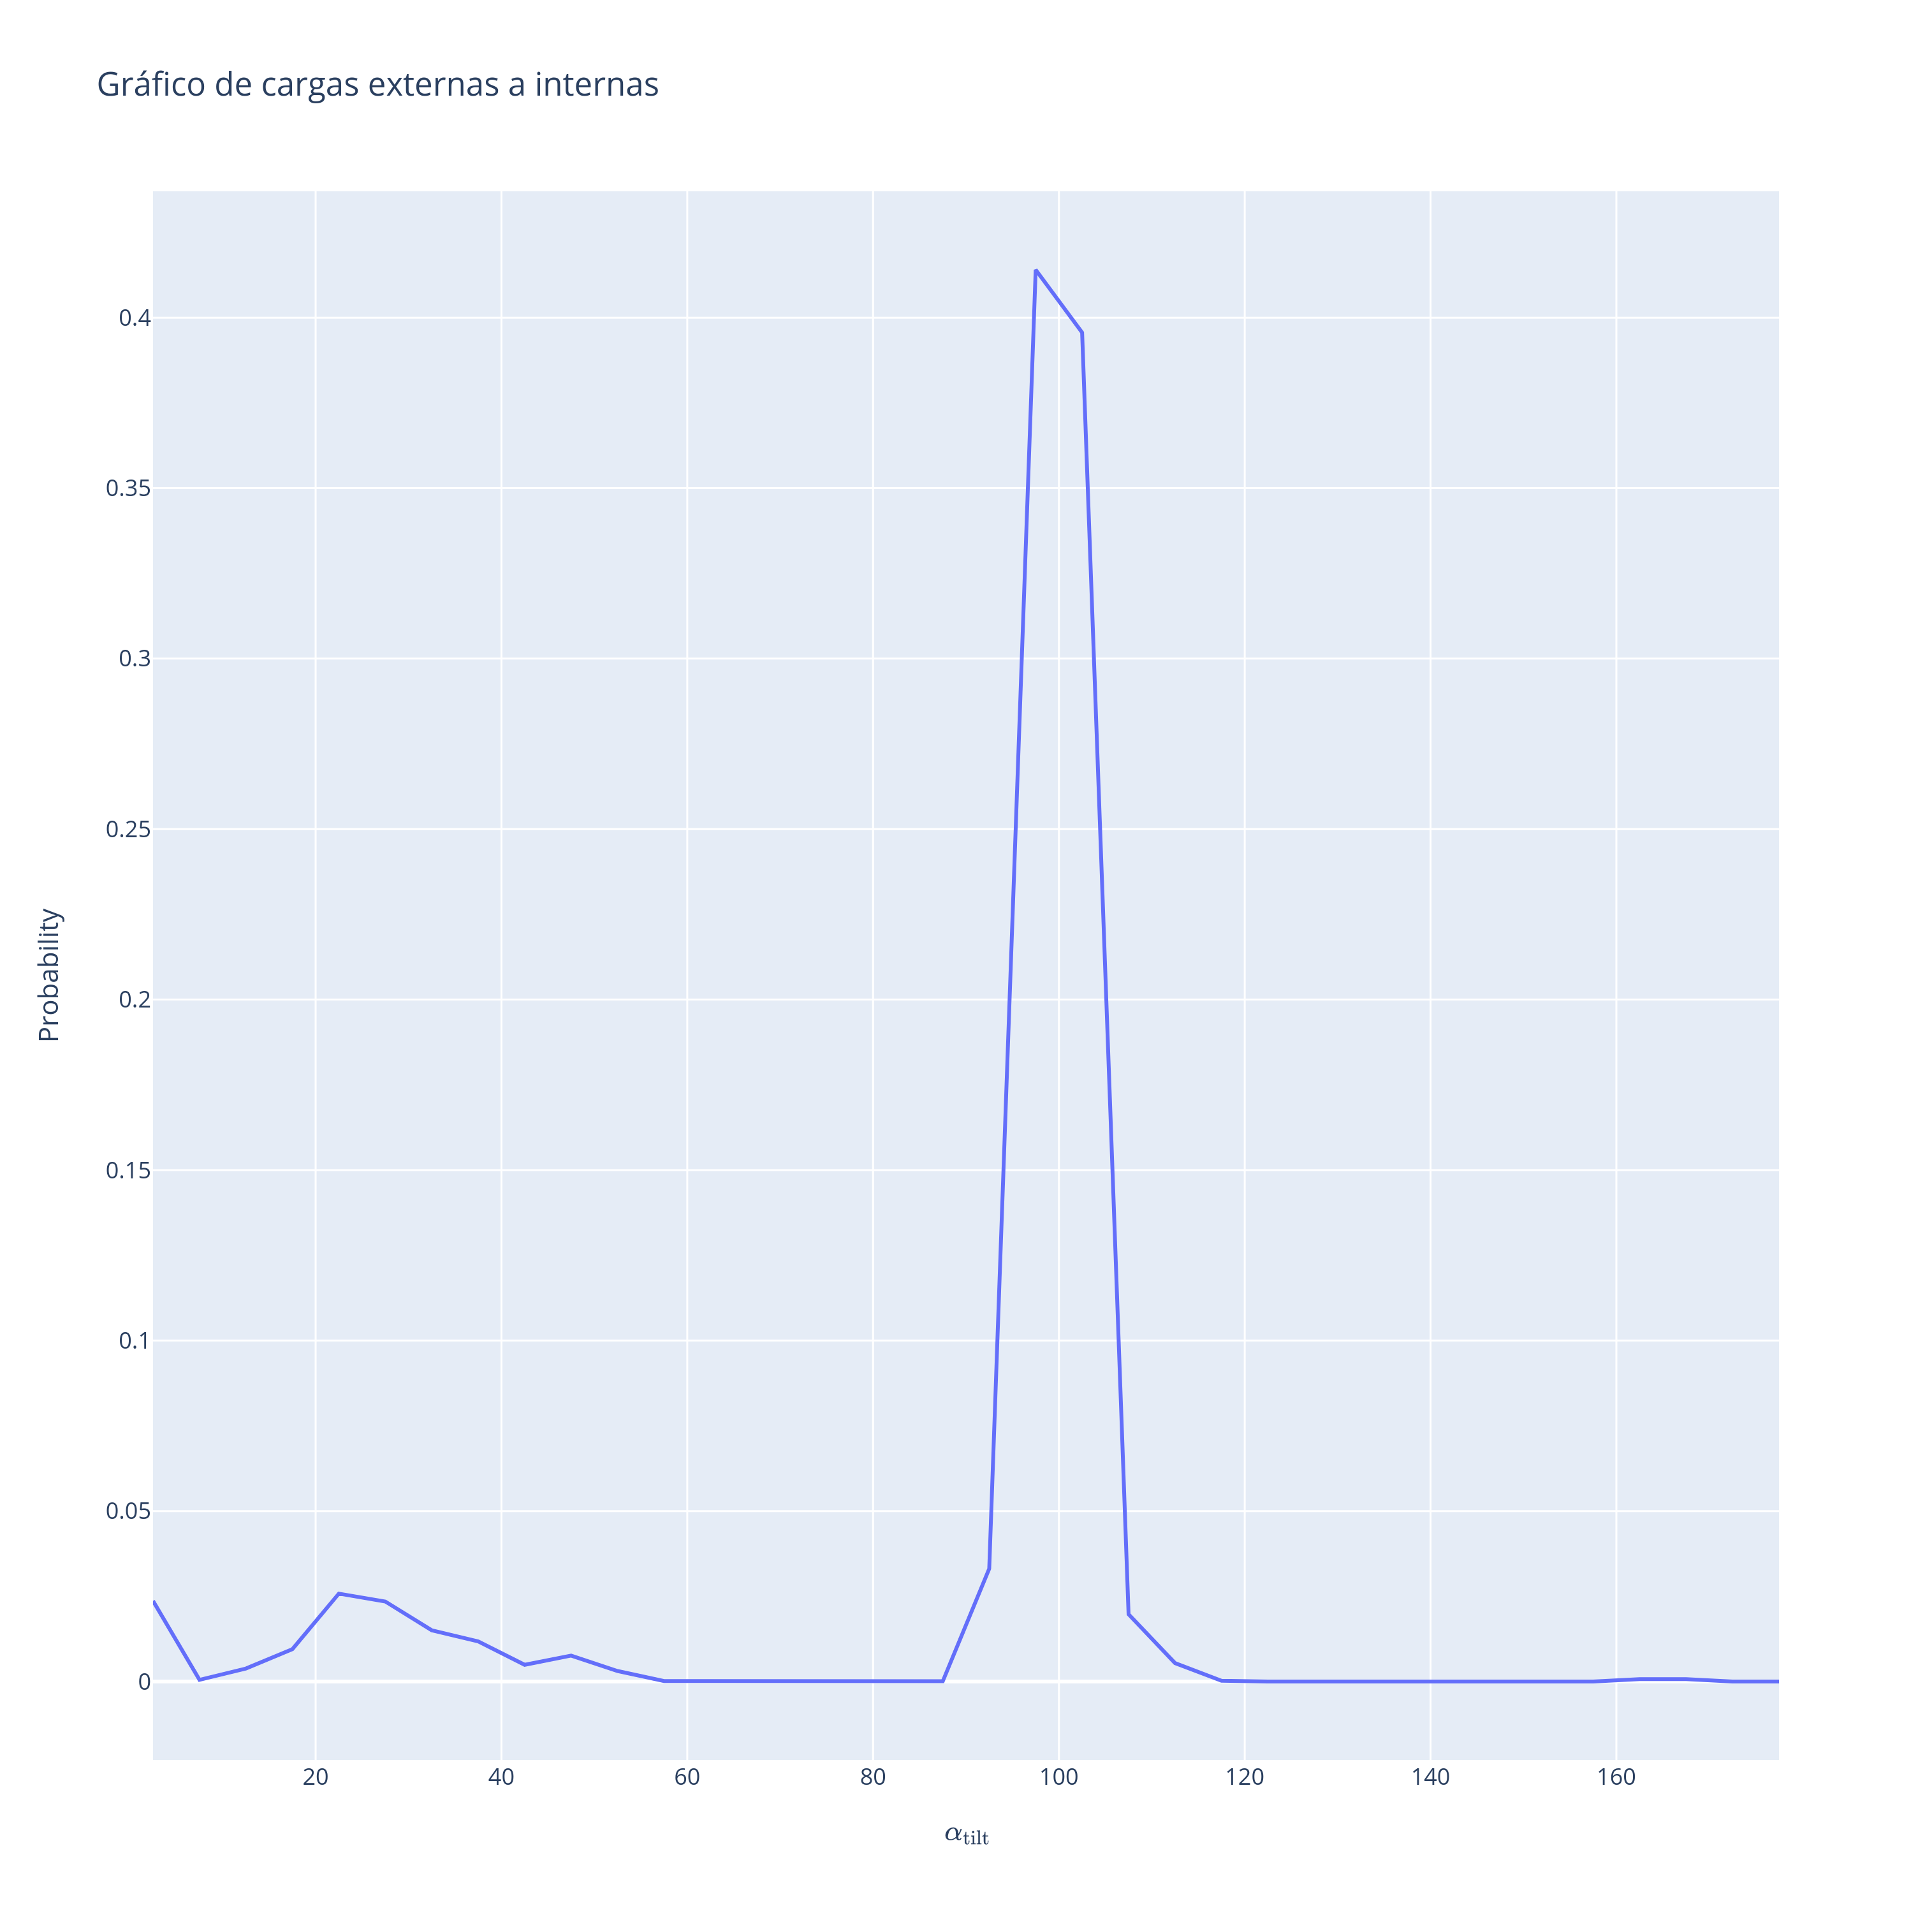 Gráfico de cargas externas a internas
0.4
0.35
0.3
0.25
0.2
0.15
0.1
0.05
0
Probability
20 40 60 80 100 120 140 160
α_tilt